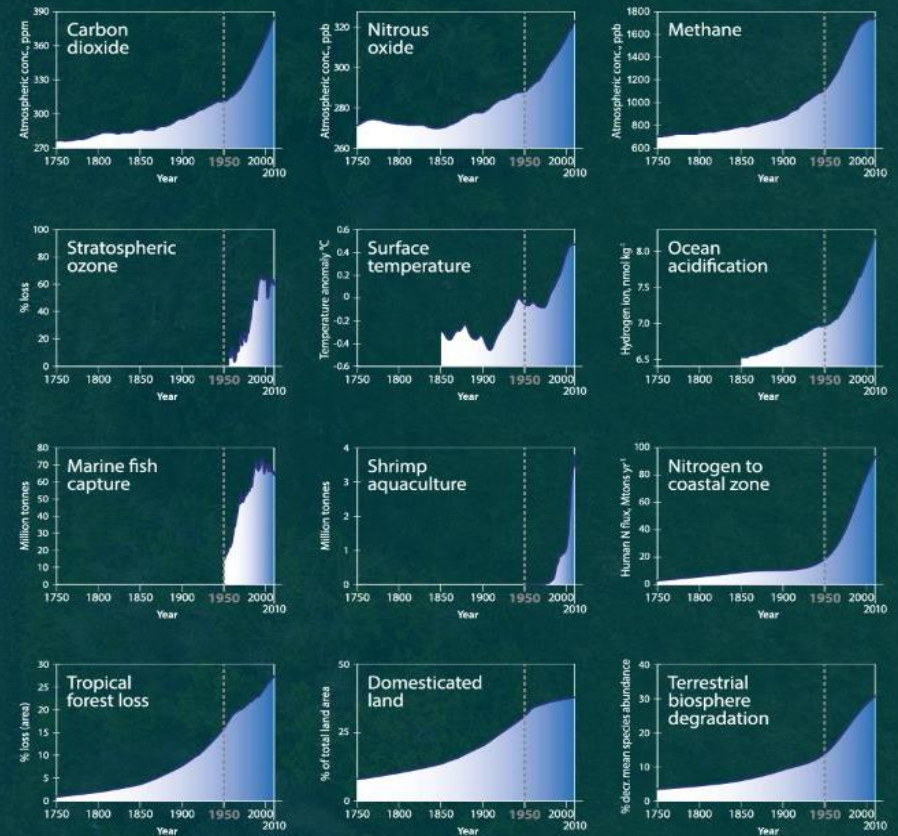 Carbon
dioxide
Atmospheric conc., ppm
390
360
330
300
270
1750 1800 1850 1900 1950 2000
2010
Year
Nitrous
oxide
Atmospheric conc., ppb
320
300
280
260
1750 1800 1850 1900 1950 2000
2010
Year
Methane
Atmospheric conc., ppb
1800
1600
1400
1200
1000
800
600
1750 1800 1850 1900 1950 2000
2010
Year
Stratospheric
ozone
% loss
100
80
60
40
20
0
1750 1800 1850 1900 1950 2000
2010
Year
Surface
temperature
Temperature anomaly °C
0.6
0.4
0.2
0
-0.2
-0.4
-0.6
1750 1800 1850 1900 1950 2000
2010
Year
Ocean
acidification
Hydrogen ion, nmol kg-1
8.0
7.5
7.0
6.5
1750 1800 1850 1900 1950 2000
2010
Year
Marine fish
capture
Million tonnes
80
70
60
50
40
30
20
10
0
1750 1800 1850 1900 1950 2000
2010
Year
Shrimp
aquaculture
Million tonnes
4
3
2
1
0
1750 1800 1850 1900 1950 2000
2010
Year
Nitrogen to
coastal zone
Human N flux, Mtons yr-1
100
80
60
40
20
0
1750 1800 1850 1900 1950 2000
2010
Year
Tropical
forest loss
% loss (area)
30
25
20
15
10
5
0
1750 1800 1850 1900 1950 2000
2010
Year
Domesticated
land
% of total land area
50
25
0
1750 1800 1850 1900 1950 2000
2010
Year
Terrestrial
biosphere
degradation
% decr. mean species abundance
40
30
20
10
0
1750 1800 1850 1900 1950 2000
2010
Year